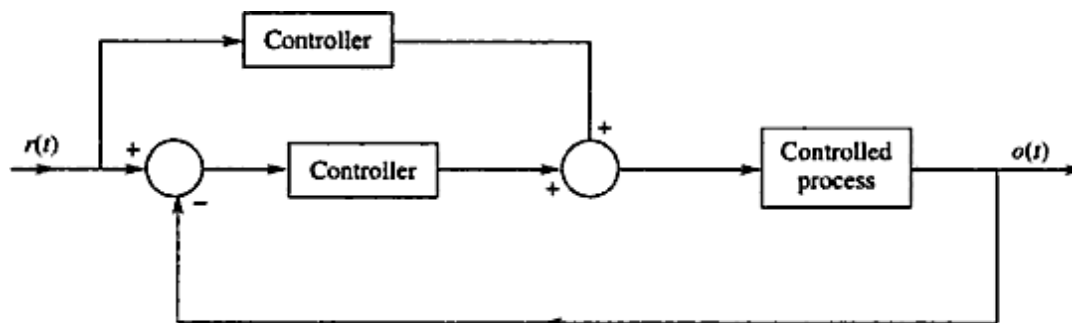 Controller
r(t)
+
−
Controller
+
+
Controlled
process
o(t)